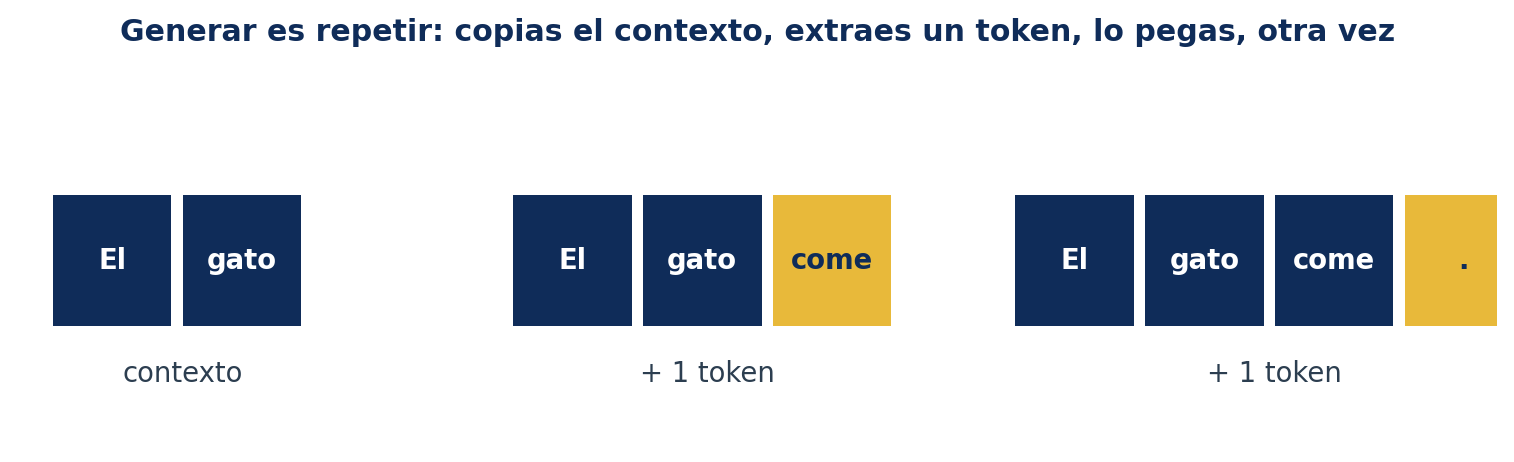 Generar es repetir: copias el contexto, extraes un token, lo pegas, otra vez
El gato El gato come El gato come .
contexto + 1 token + 1 token